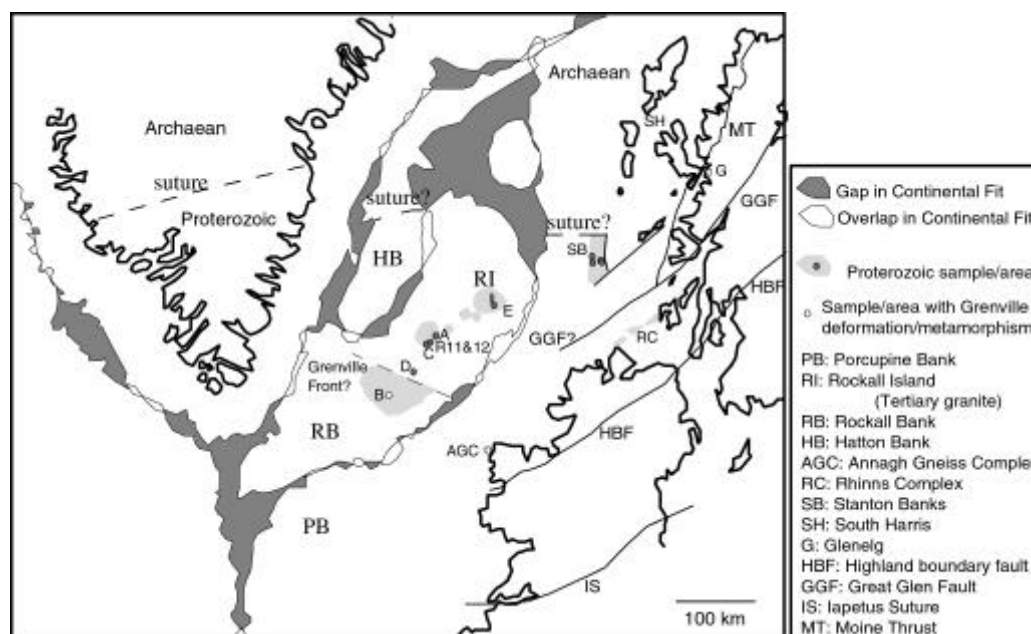 Archaean
Archaean
SH
MT
G
suture
GGF
suture?
suture?
Proterozoic
SB
HB
RI
HBF
E
A
GGF?
RC
R11&12
C
D
Grenville
Front?
B
RB
HBF
AGC
PB
IS
100 km
Gap in Continental Fit
Overlap in Continental Fit
Proterozoic sample/area
Sample/area with Grenville
deformation/metamorphism
PB: Porcupine Bank
RI: Rockall Island
(Tertiary granite)
RB: Rockall Bank
HB: Hatton Bank
AGC: Annagh Gneiss Comple
RC: Rhinns Complex
SB: Stanton Banks
SH: South Harris
G: Glenelg
HBF: Highland boundary fault
GGF: Great Glen Fault
IS: Iapetus Suture
MT: Moine Thrust